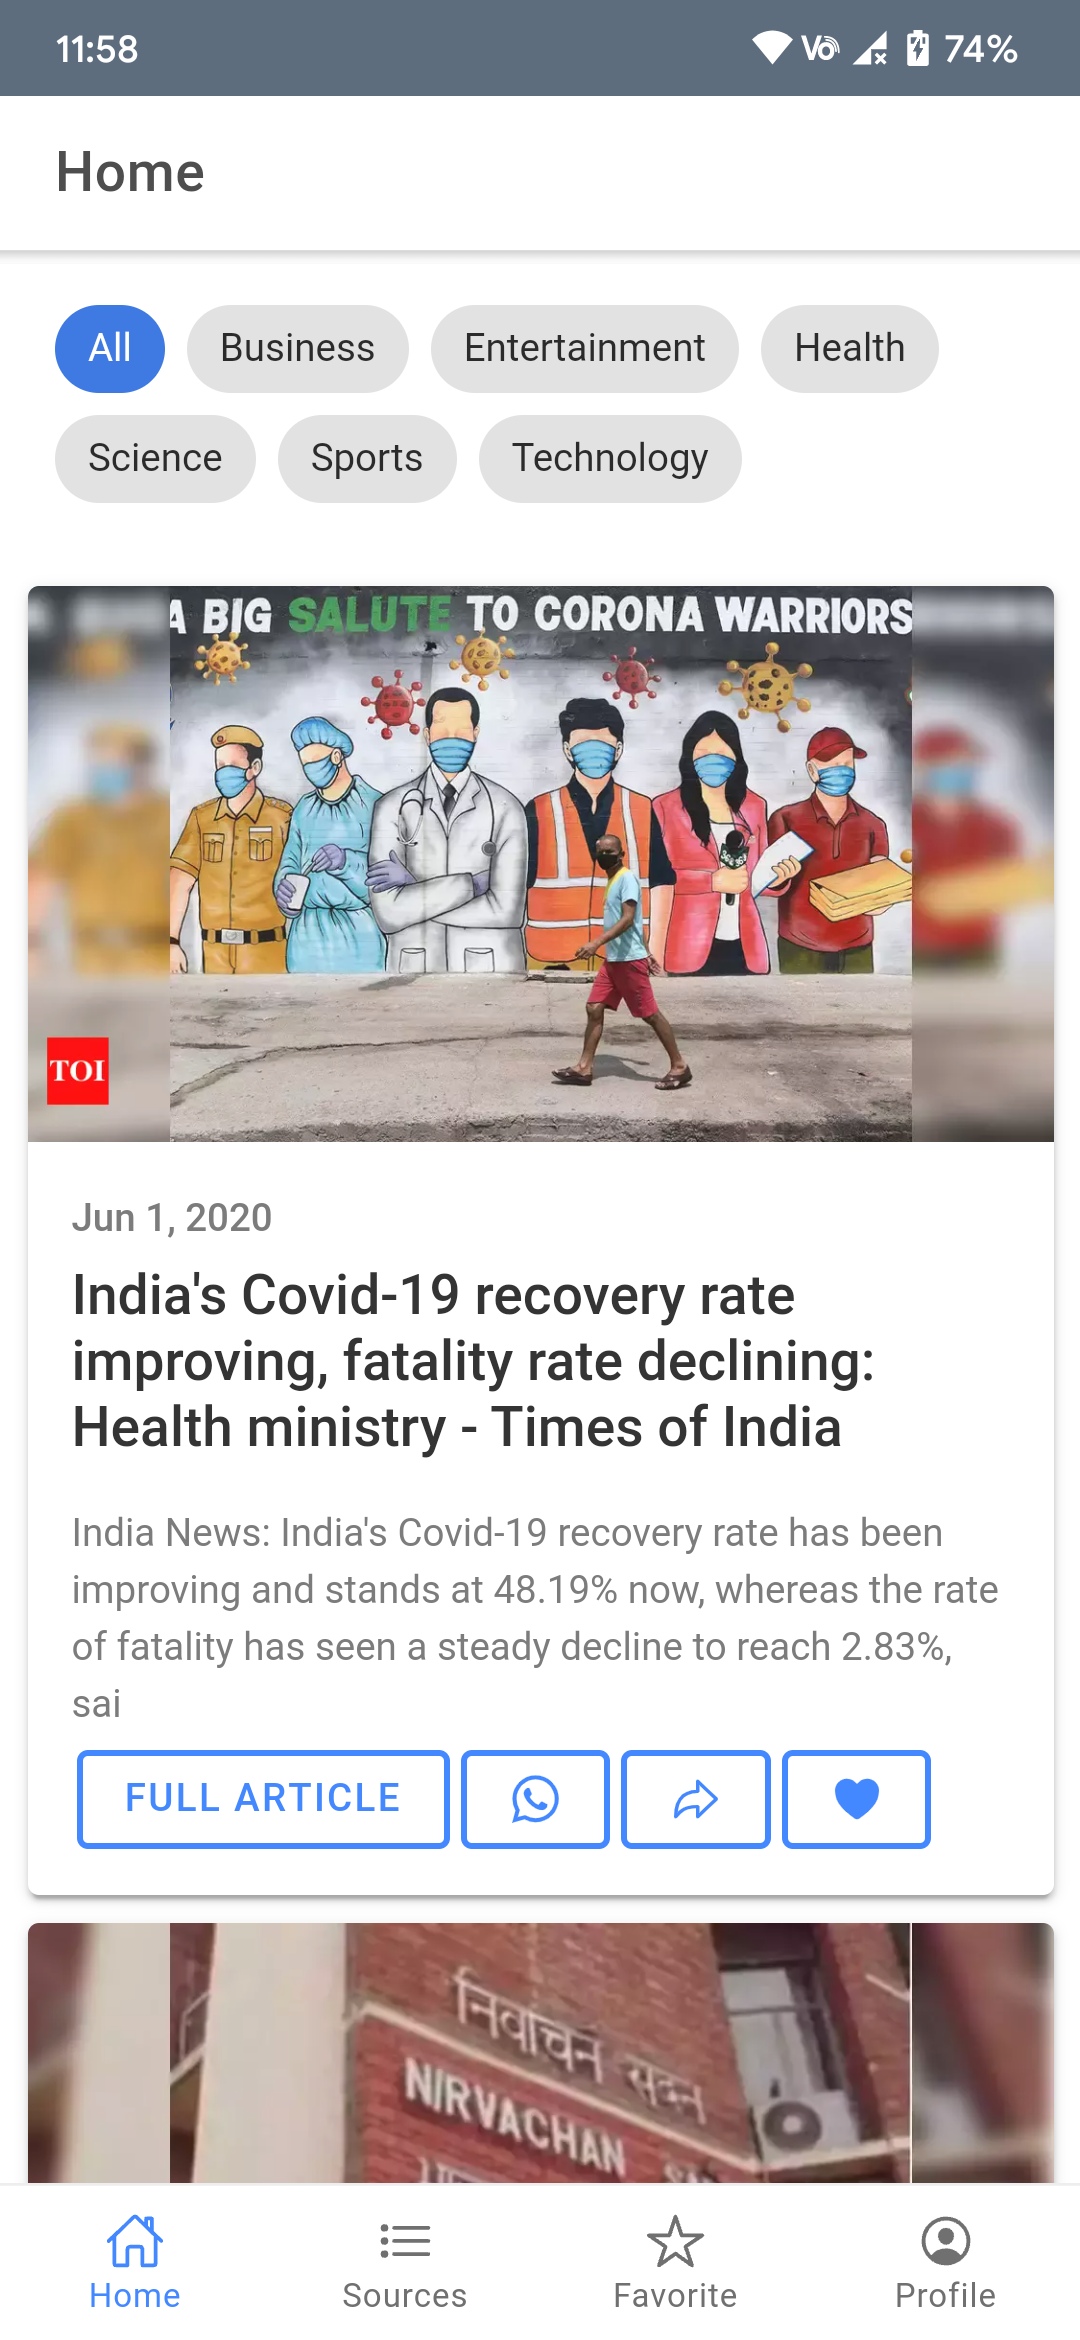 11:58
Vo
74%
Home
All
Business
Entertainment
Health
Science
Sports
Technology
A BIG SALUTE TO CORONA WARRIORS
TOI
Jun 1, 2020
India's Covid-19 recovery rate
improving, fatality rate declining:
Health ministry - Times of India
India News: India's Covid-19 recovery rate has been
improving and stands at 48.19% now, whereas the rate
of fatality has seen a steady decline to reach 2.83%,
sai
FULL ARTICLE
निर्वाचन सदन
NIRVACHAN
Home
Sources
Favorite
Profile